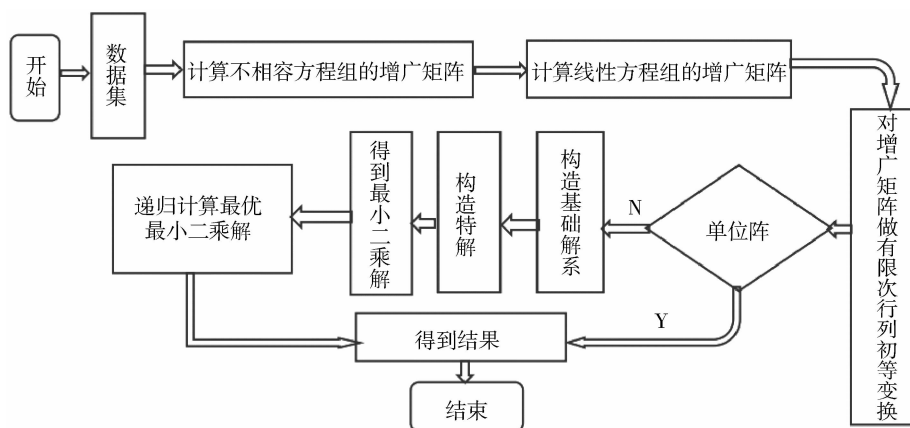 开始
数据集
计算不相容方程组的增广矩阵
计算线性方程组的增广矩阵
对增广矩阵做有限次行列初等变换
单位阵
N
构造基础解系
构造特解
得到最小二乘解
递归计算最优
最小二乘解
Y
得到结果
结束